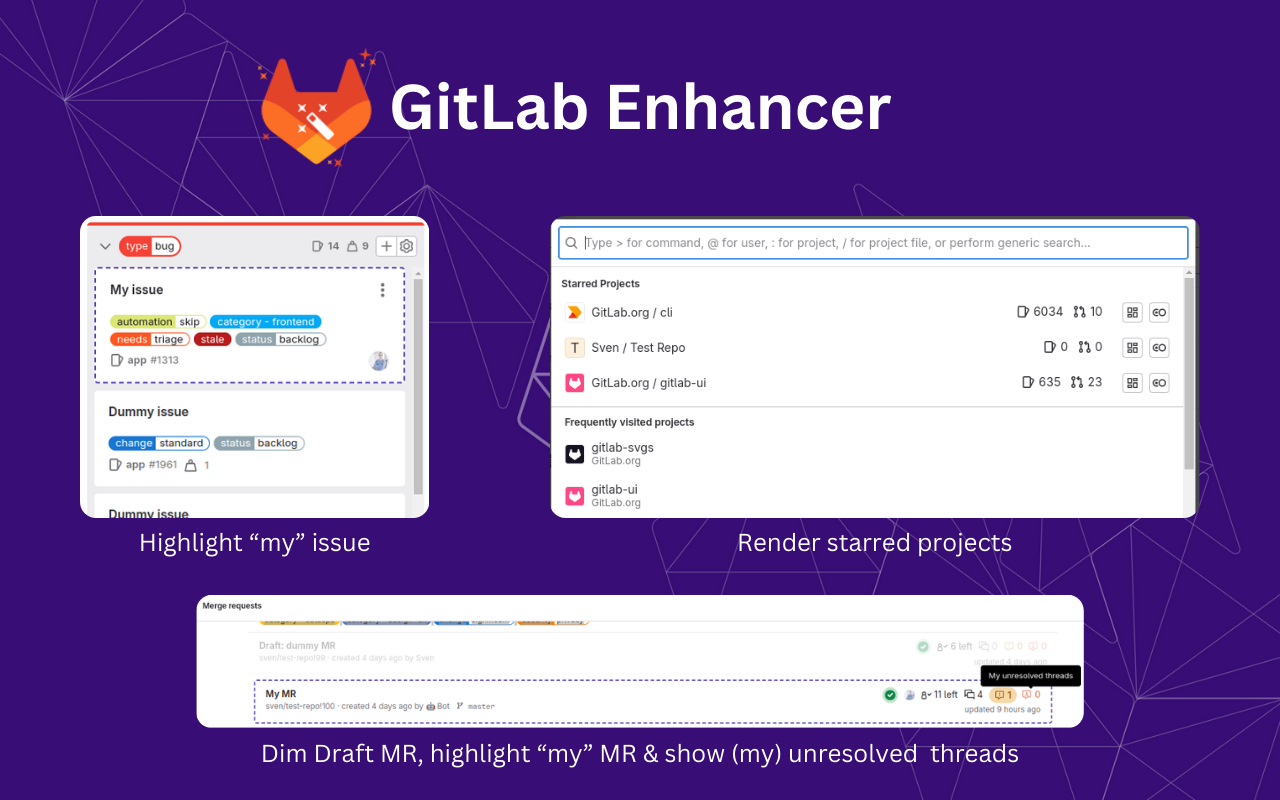 GitLab Enhancer
type bug 14 9
My issue
automation skip category - frontend
needs triage stale status backlog
app #1313
Dummy issue
change standard status backlog
app #1961 1
Dummy issue
Highlight “my” issue
Type > for command, @ for user, : for project, / for project file, or perform generic search...
Starred Projects
GitLab.org / cli 6034 10
T Sven / Test Repo 0 0
GitLab.org / gitlab-ui 635 23
Frequently visited projects
gitlab-svgs
GitLab.org
gitlab-ui
GitLab.org
Render starred projects
Merge requests
Draft: dummy MR 6 left 0 0 0
sven/test-repo!99 · created 4 days ago by Sven updated 4 days ago
My unresolved threads
My MR 11 left 4 1 0
sven/test-repo!100 · created 4 days ago by Bot master updated 9 hours ago
Dim Draft MR, highlight “my” MR & show (my) unresolved threads